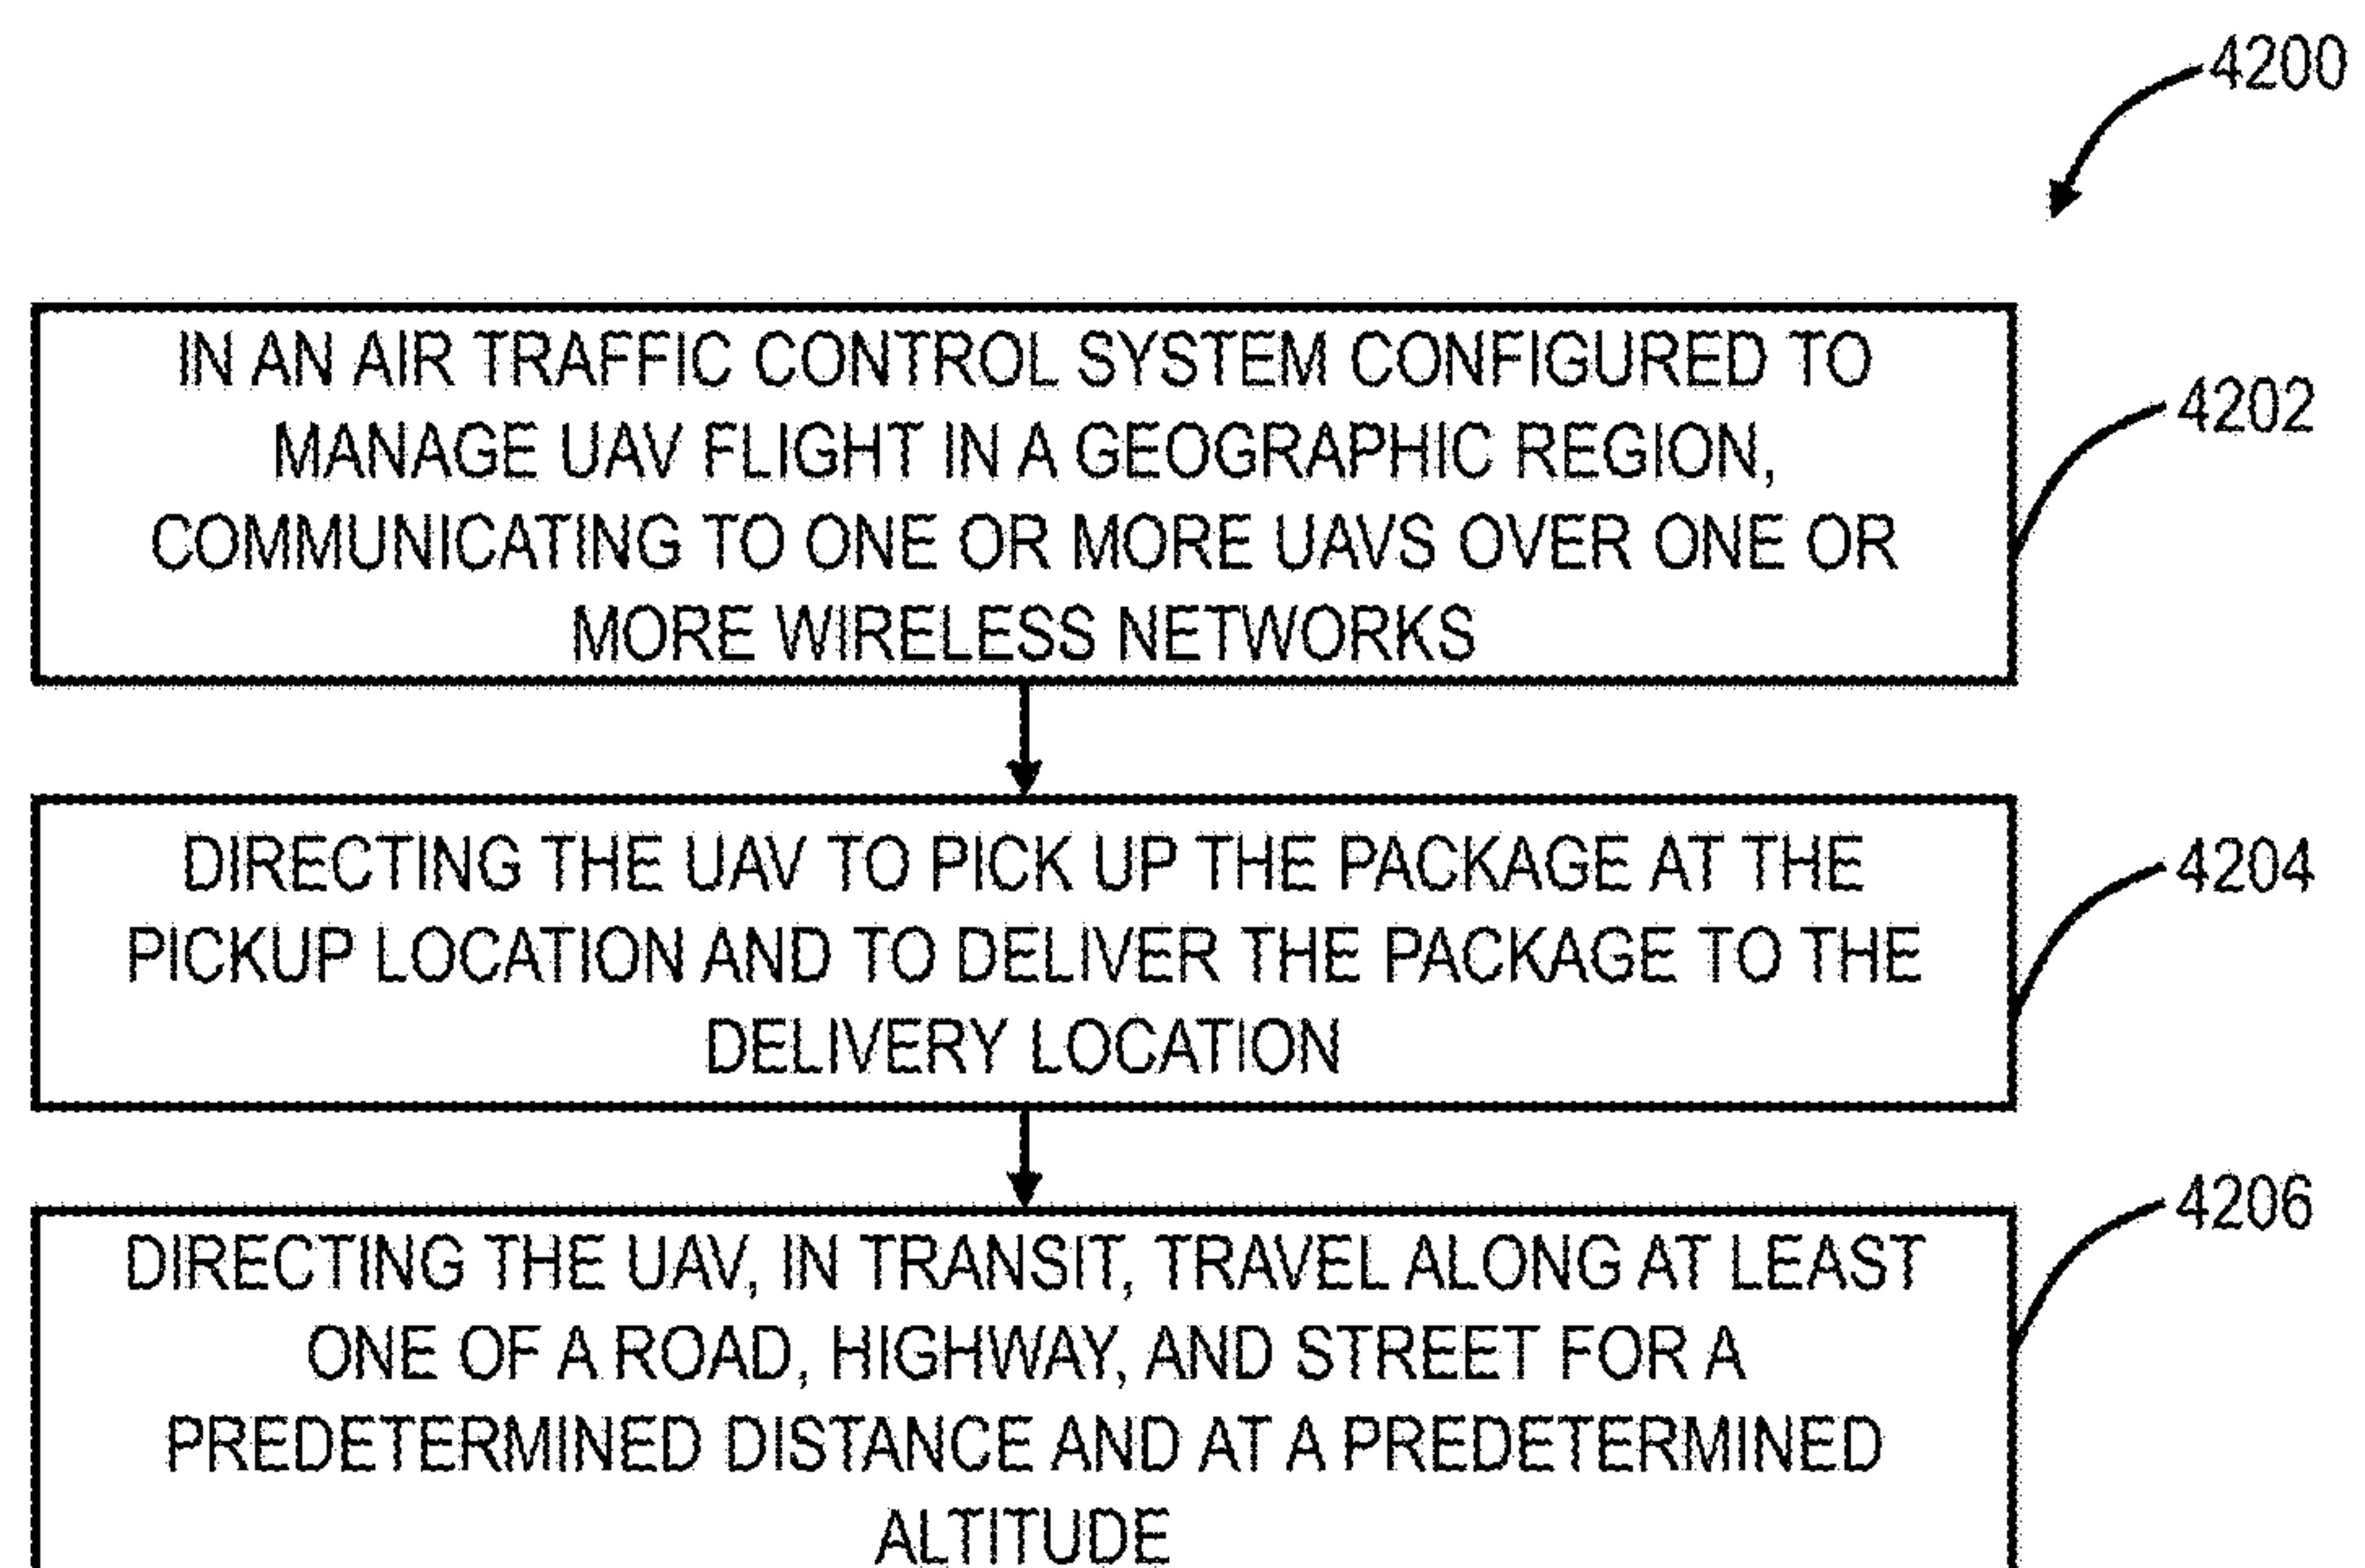 4200
IN AN AIR TRAFFIC CONTROL SYSTEM CONFIGURED TO
MANAGE UAV FLIGHT IN A GEOGRAPHIC REGION,
COMMUNICATING TO ONE OR MORE UAVS OVER ONE OR
MORE WIRELESS NETWORKS
4202
DIRECTING THE UAV TO PICK UP THE PACKAGE AT THE
PICKUP LOCATION AND TO DELIVER THE PACKAGE TO THE
DELIVERY LOCATION
4204
DIRECTING THE UAV, IN TRANSIT, TRAVEL ALONG AT LEAST
ONE OF A ROAD, HIGHWAY, AND STREET FOR A
PREDETERMINED DISTANCE AND AT A PREDETERMINED
ALTITUDE
4206